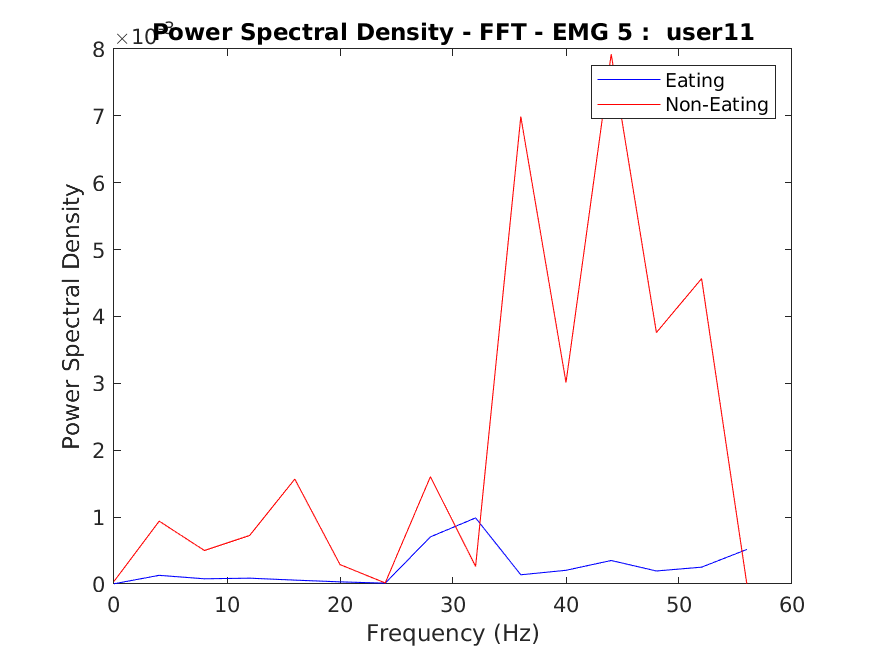 Power Spectral Density - FFT - EMG 5 : user11
×10
Eating
Non-Eating
8
7
6
5
4
3
2
1
0
Power Spectral Density
0 10 20 30 40 50 60
Frequency (Hz)